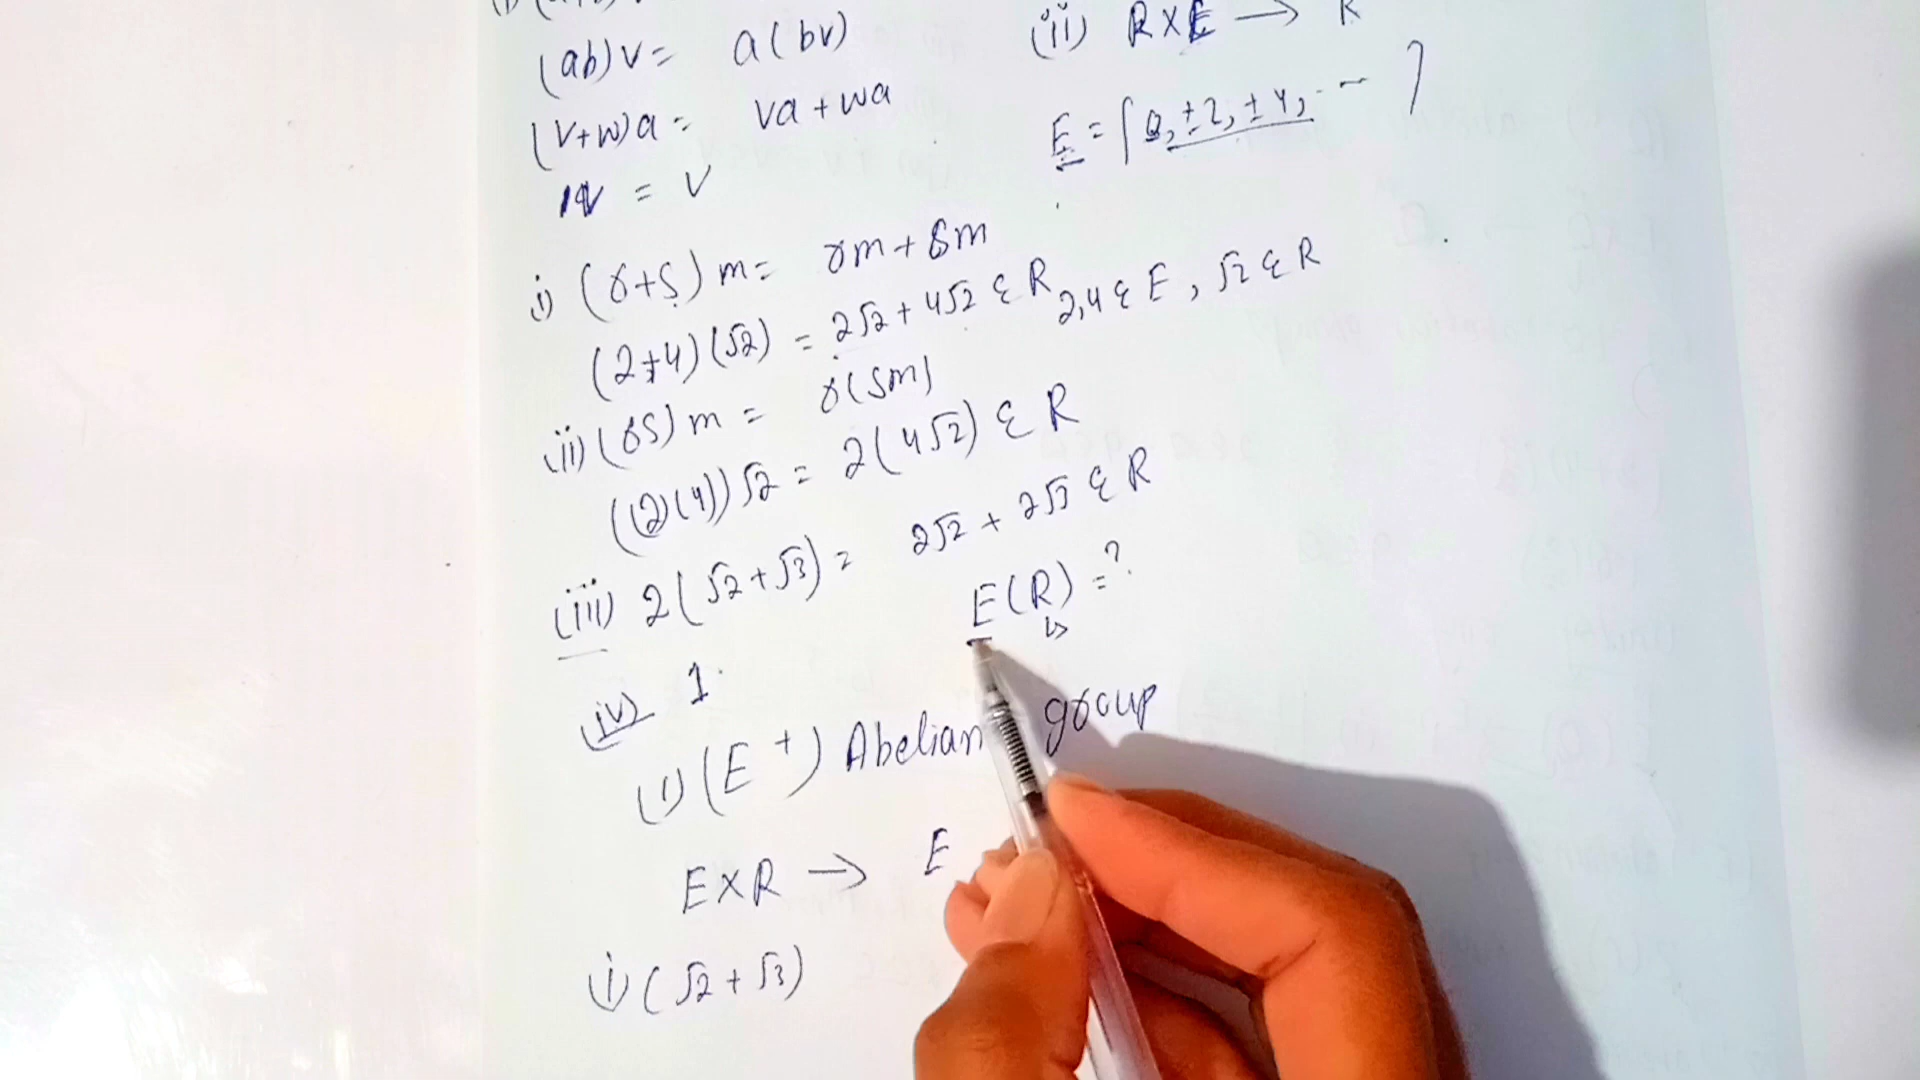 (ab)v = a(bv)
(v+w)a = va + wa
1v = v
(ii) R×E → R
E = {0, ±2, ±4, ---- }
i) (r+s) m = rm + sm
(2+4)(√2) = 2√2 + 4√2 ∈ R 2,4 ∈ E, √2 ∈ R
(ii) (rs) m = r(sm)
((2)(4))√2 = 2(4√2) ∈ R
(iii) 2(√2+√3) = 2√2 + 2√3 ∈ R
E(R) = ?
(iv) 1.
(i) (E +) Abelian group
E×R → E
(i) (√2 + √3)